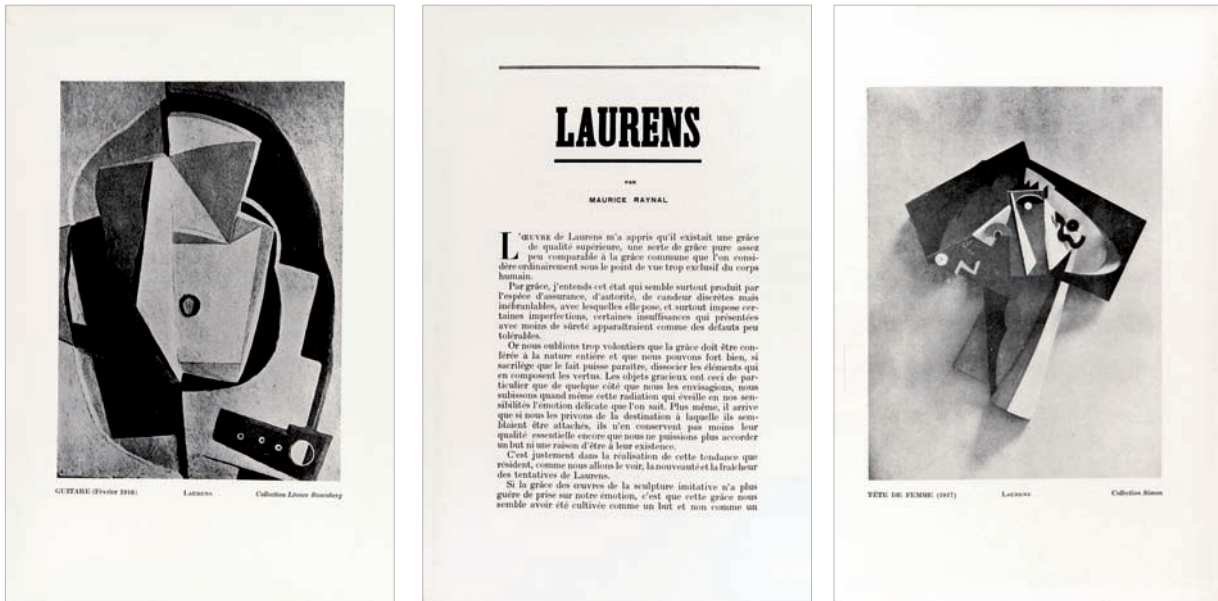 GUITARE (Février 1918) LAURENS Collection Léonce Rosenberg
LAURENS
PAR
MAURICE RAYNAL
L'ŒUVRE de Laurens m'a appris qu'il existait une grâce
de qualité supérieure, une sorte de grâce pure assez
peu comparable à la grâce commune que l'on consi-
dère ordinairement sous le point de vue trop exclusif du corps
humain.
Par grâce, j'entends cet état qui semble surtout produit par
l'espèce d'assurance, d'autorité, de candeur discrètes mais
inébranlables, avec lesquelles elle pose, et surtout impose cer-
taines imperfections, certaines insuffisances qui présentées
avec moins de sûreté apparaîtraient comme des défauts peu
tolérables.
Or nous oublions trop volontiers que la grâce doit être con-
férée à la nature entière et que nous pouvons fort bien, si
sacrilège que le fait puisse paraître, dissocier les éléments qui
en composent les vertus. Les objets gracieux ont ceci de par-
ticulier que de quelque côté que nous les envisagions, nous
subissons quand même cette radiation qui éveille en nos sen-
sibilités l'émotion délicate que l'on sait. Plus même, il arrive
que si nous les privons de la destination à laquelle ils sem-
blaient être attachés, ils n'en conservent pas moins leur
qualité essentielle encore que nous ne puissions plus accorder
un but ni une raison d'être à leur existence.
C'est justement dans la réalisation de cette tendance que
résident, comme nous allons le voir, la nouveauté et la fraîcheur
des tentatives de Laurens.
Si la grâce des œuvres de la sculpture imitative n'a plus
guère de prise sur notre émotion, c'est que cette grâce nous
semble avoir été cultivée comme un but et non comme un
TÊTE DE FEMME (1917) LAURENS Collection Simon